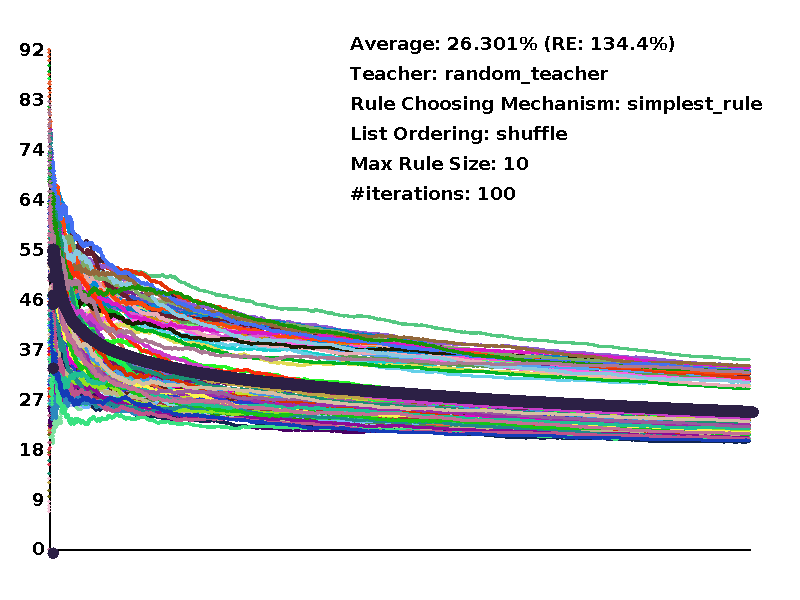 Average: 26.301% (RE: 134.4%)
Teacher: random_teacher
Rule Choosing Mechanism: simplest_rule
List Ordering: shuffle
Max Rule Size: 10
#iterations: 100
92
83
74
64
55
46
37
27
18
9
0